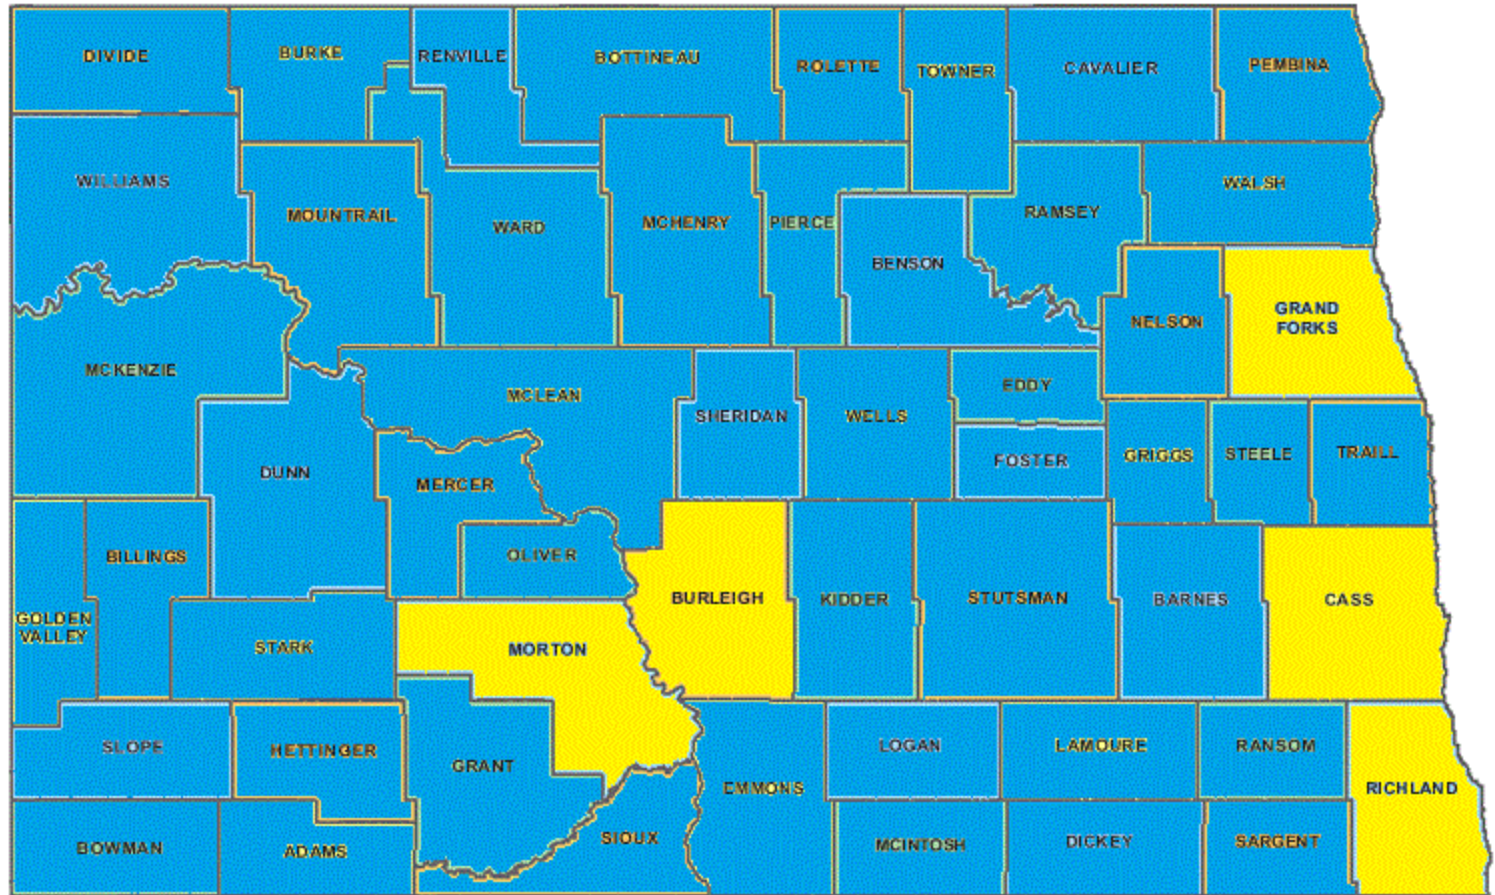 DIVIDE
BURKE
RENVILLE
BOTTINEAU
ROLETTE
TOWNER
CAVALIER
PEMBINA
WILLIAMS
MOUNTRAIL
WARD
MCHENRY
PIERCE
BENSON
RAMSEY
WALSH
MCKENZIE
NELSON
GRAND
FORKS
MCLEAN
SHERIDAN
WELLS
EDDY
FOSTER
GRIGGS
STEELE
TRAILL
DUNN
MERCER
BILLINGS
OLIVER
GOLDEN
VALLEY
STARK
MORTON
BURLEIGH
KIDDER
STUTSMAN
BARNES
CASS
SLOPE
HETTINGER
GRANT
EMMONS
LOGAN
LAMOURE
RANSOM
RICHLAND
BOWMAN
ADAMS
SIOUX
MCINTOSH
DICKEY
SARGENT